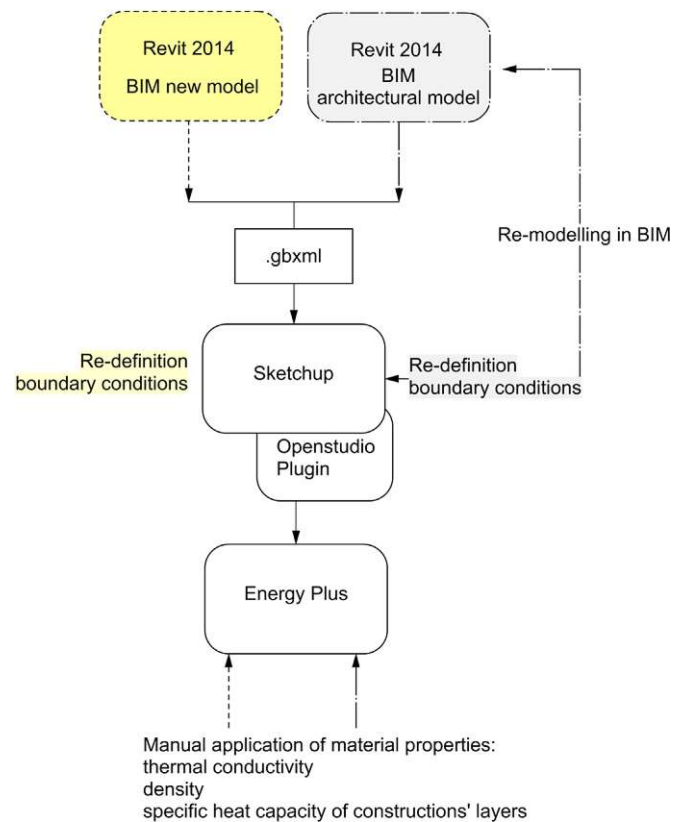 Revit 2014
BIM new model
Revit 2014
BIM
architectural model
Re-modelling in BIM
.gbxml
Re-definition
boundary conditions
Sketchup
Re-definition
boundary conditions
Openstudio
Plugin
Energy Plus
Manual application of material properties:
thermal conductivity
density
specific heat capacity of constructions' layers